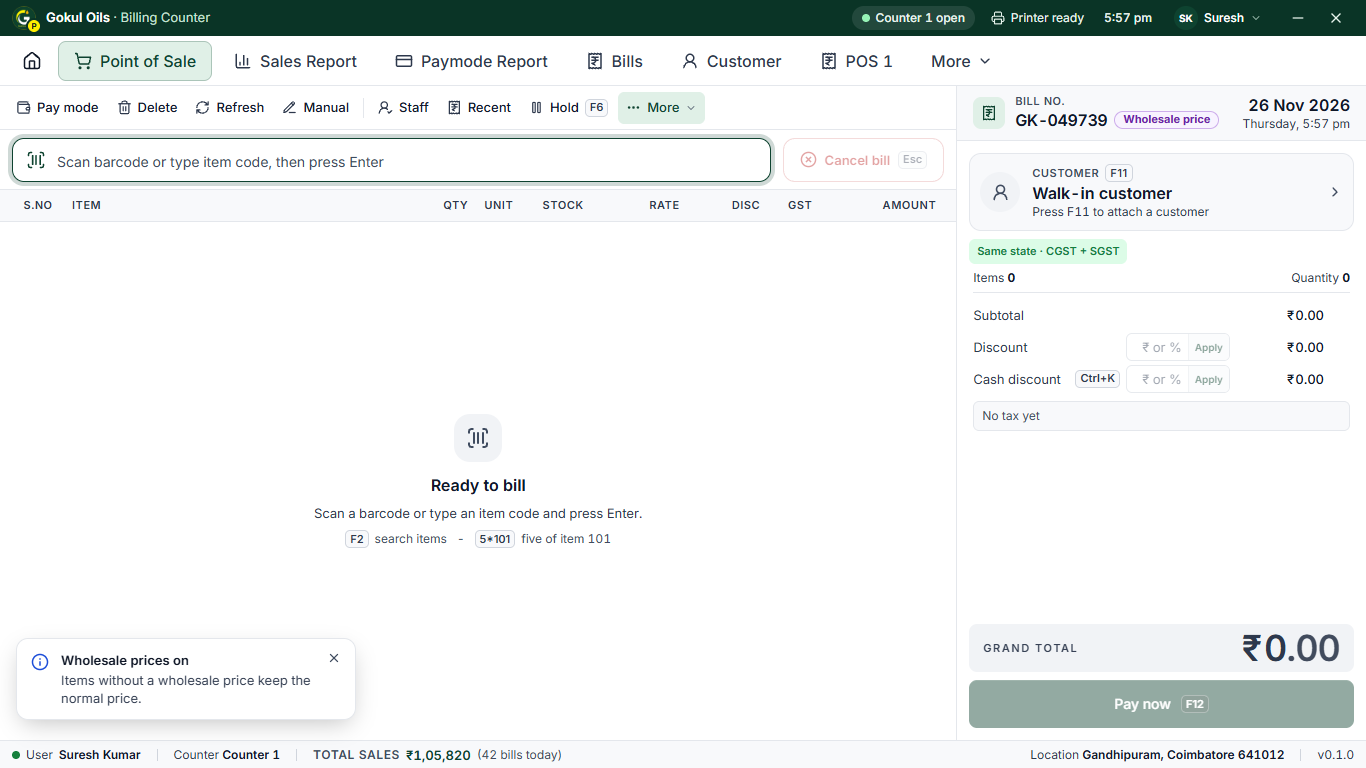 Gokul Oils · Billing Counter
Counter 1 open
Printer ready
5:57 pm
SK Suresh
Point of Sale
Sales Report
Paymode Report
Bills
Customer
POS 1
More
Pay mode
Delete
Refresh
Manual
Staff
Recent
Hold F6
More
BILL NO.
GK-049739 Wholesale price
26 Nov 2026
Thursday, 5:57 pm
Scan barcode or type item code, then press Enter
Cancel bill Esc
CUSTOMER F11
Walk-in customer
Press F11 to attach a customer
S.NO ITEM QTY UNIT STOCK RATE DISC GST AMOUNT
Same state · CGST + SGST
Items 0 Quantity 0
Subtotal ₹0.00
Discount ₹ or % Apply ₹0.00
Cash discount Ctrl+K ₹ or % Apply ₹0.00
No tax yet
Ready to bill
Scan a barcode or type an item code and press Enter.
F2 search items - 5*101 five of item 101
Wholesale prices on
Items without a wholesale price keep the
normal price.
GRAND TOTAL ₹0.00
Pay now F12
User Suresh Kumar
Counter Counter 1
TOTAL SALES ₹1,05,820 (42 bills today)
Location Gandhipuram, Coimbatore 641012
v0.1.0